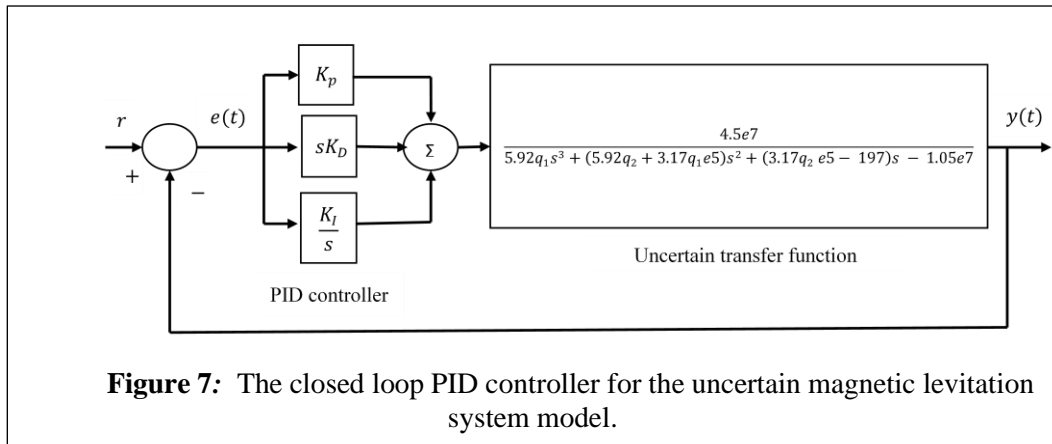 K_p
4.5e7
r
e(t)
y(t)
sK_D
Σ
5.92q_1s^3 + (5.92q_2 + 3.17q_1e5)s^2 + (3.17q_2 e5 − 197)s − 1.05e7
+
−
K_I
s
Uncertain transfer function
PID controller
Figure 7: The closed loop PID controller for the uncertain magnetic levitation
system model.